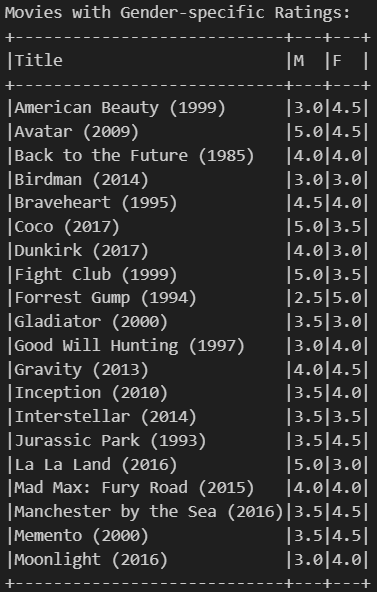 Movies with Gender-specific Ratings:
+---------------------------+---+---+
|Title                      |M  |F  |
+---------------------------+---+---+
|American Beauty (1999)     |3.0|4.5|
|Avatar (2009)              |5.0|4.5|
|Back to the Future (1985)  |4.0|4.0|
|Birdman (2014)             |3.0|3.0|
|Braveheart (1995)          |4.5|4.0|
|Coco (2017)                |5.0|3.5|
|Dunkirk (2017)             |4.0|3.0|
|Fight Club (1999)          |5.0|3.5|
|Forrest Gump (1994)        |2.5|5.0|
|Gladiator (2000)           |3.5|3.0|
|Good Will Hunting (1997)   |3.0|4.0|
|Gravity (2013)             |4.0|4.5|
|Inception (2010)           |3.5|4.0|
|Interstellar (2014)        |3.5|3.5|
|Jurassic Park (1993)       |3.5|4.5|
|La La Land (2016)          |5.0|3.0|
|Mad Max: Fury Road (2015)  |4.0|4.0|
|Manchester by the Sea (2016)|3.5|4.5|
|Memento (2000)             |3.5|4.5|
|Moonlight (2016)           |3.0|4.0|
+---------------------------+---+---+